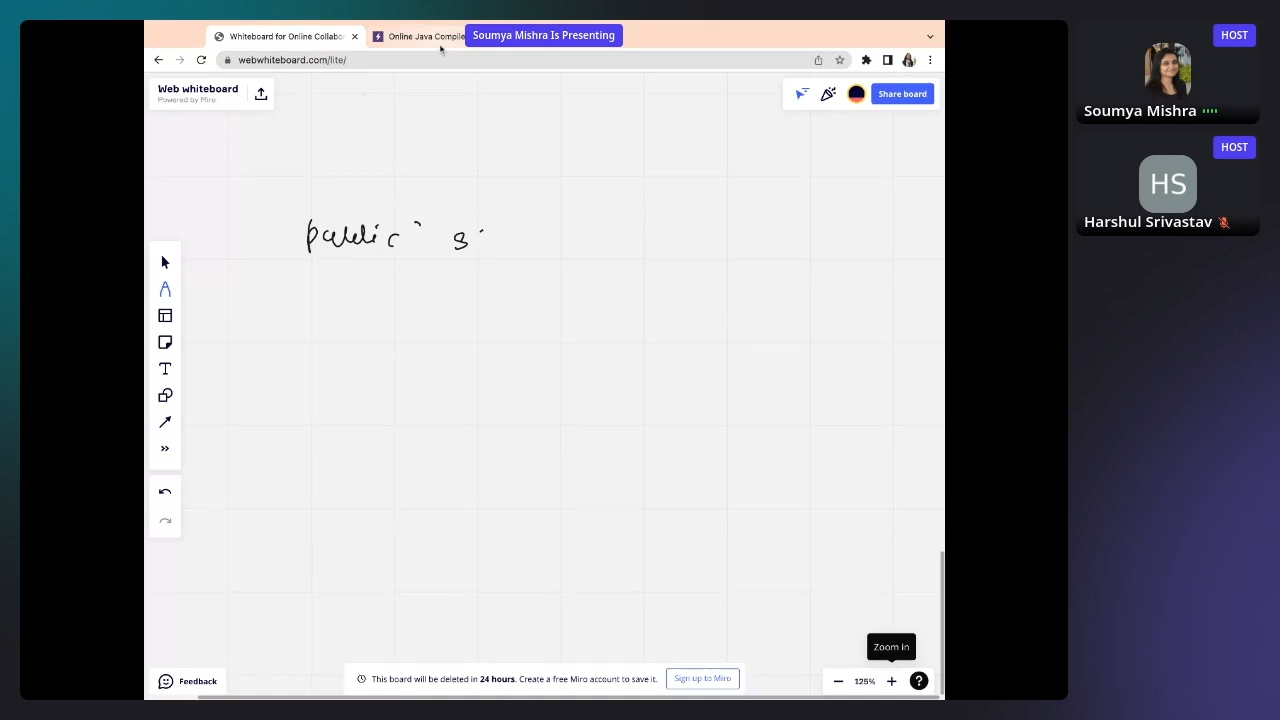 Whiteboard for Online Collabor
Online Java Compile
Soumya Mishra Is Presenting
HOST
webwhiteboard.com/lite/
Web whiteboard
Powered by Miro
Share board
Soumya Mishra
HOST
HS
Harshul Srivastav
public s
Zoom in
Feedback
This board will be deleted in 24 hours. Create a free Miro account to save it.
Sign up to Miro
125%